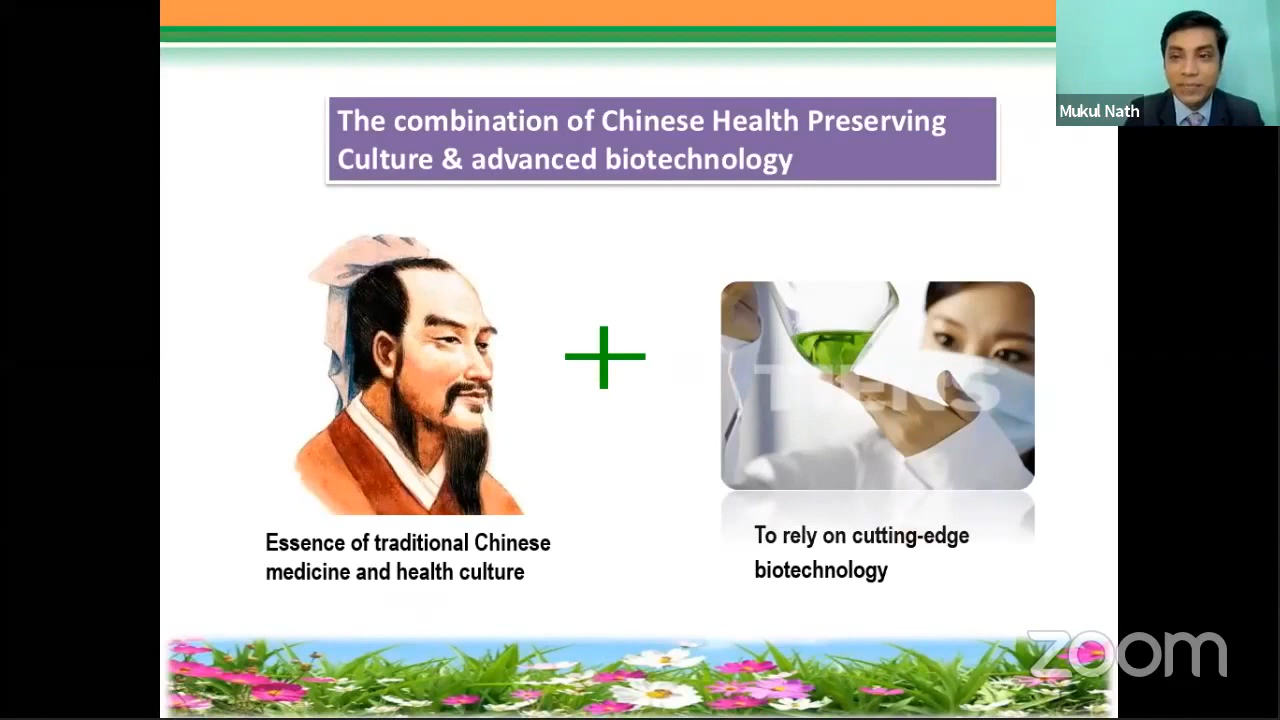 Mukul Nath
The combination of Chinese Health Preserving
Culture & advanced biotechnology
TIENS
Essence of traditional Chinese
medicine and health culture
To rely on cutting-edge
biotechnology
zoom